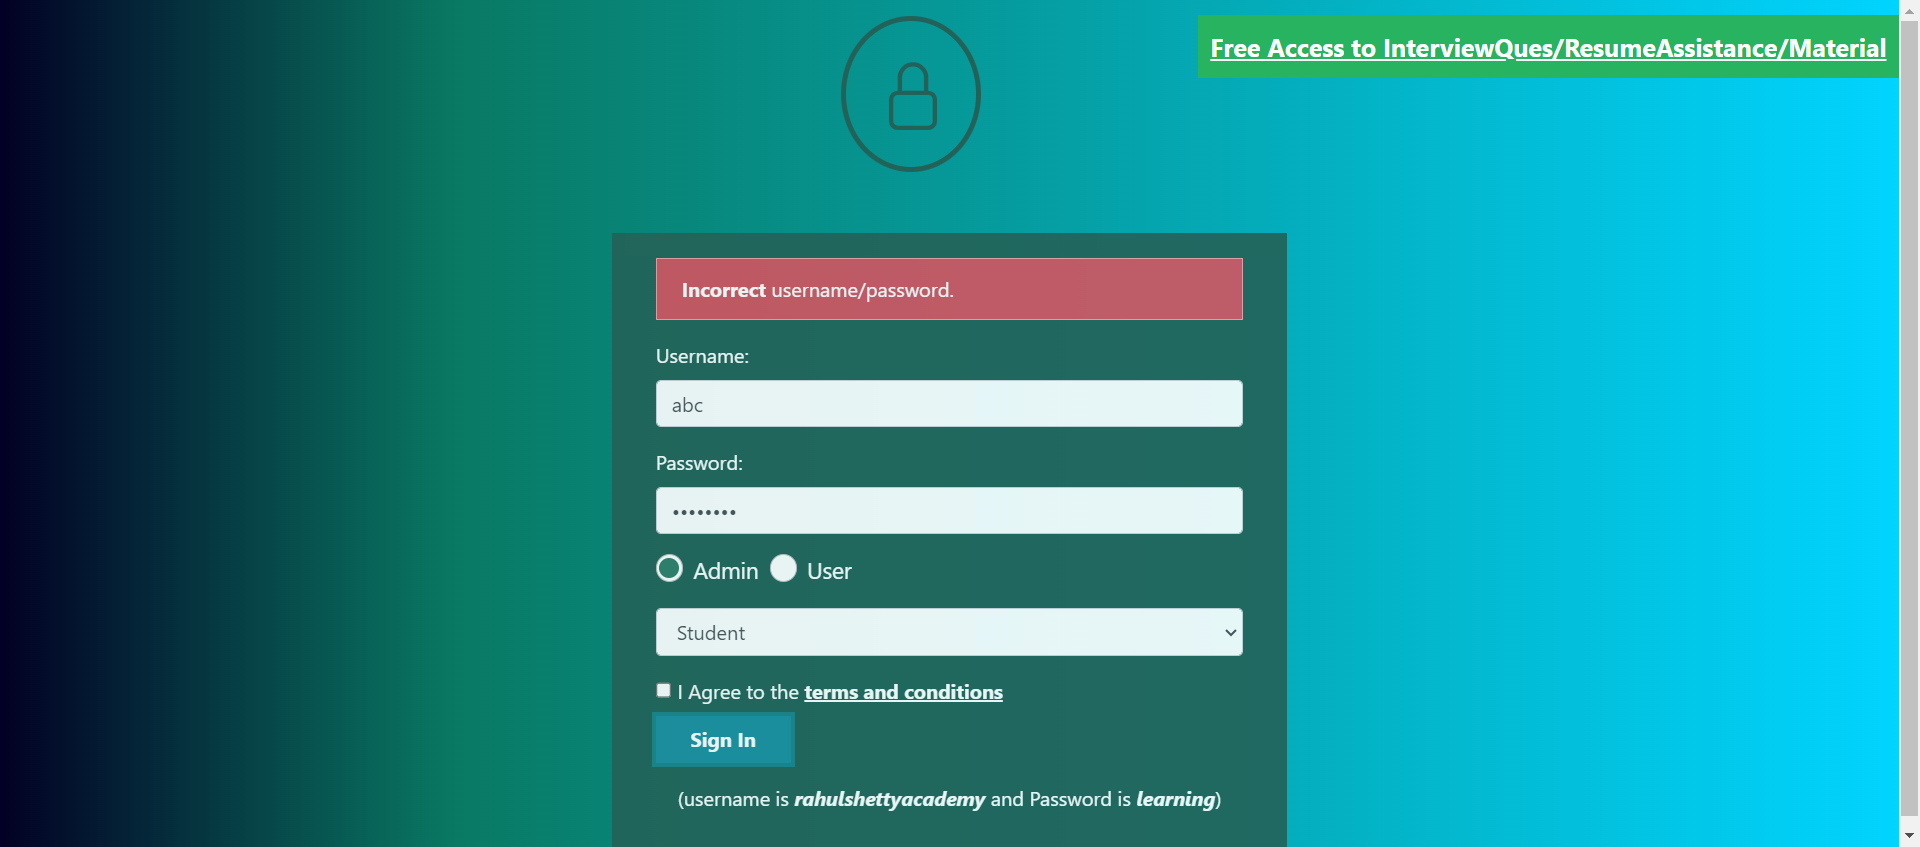 Free Access to InterviewQues/ResumeAssistance/Material
Incorrect username/password.
Username:
abc
Password:
••••••••
Admin User
Student
I Agree to the terms and conditions
Sign In
(username is rahulshettyacademy and Password is learning)